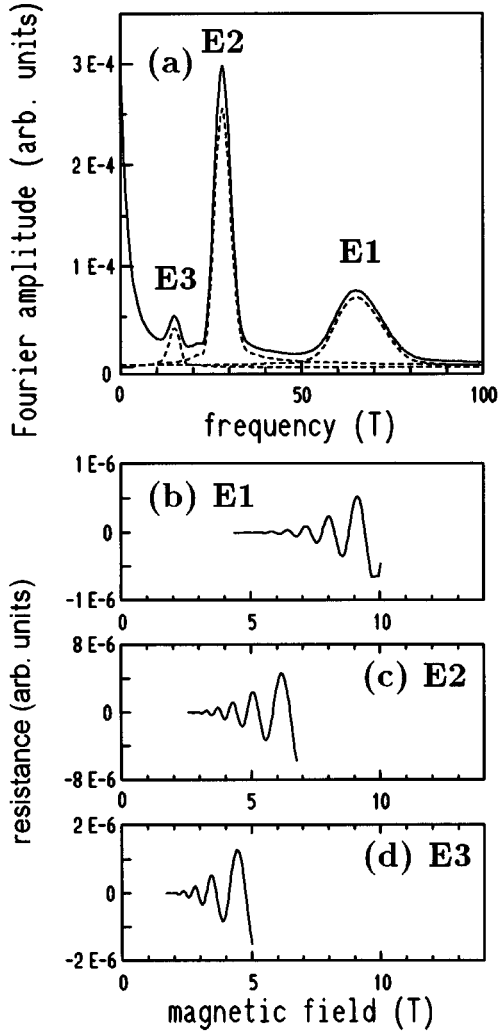 (a)
E2
E3
E1
3E-4
2E-4
1E-4
0
Fourier amplitude (arb. units)
0 50 100
frequency (T)
1E-6
0
-1E-6
(b) E1
0 5 10
8E-6
0
-8E-6
(c) E2
0 5 10
resistance (arb. units)
2E-6
0
-2E-6
(d) E3
0 5 10
magnetic field (T)